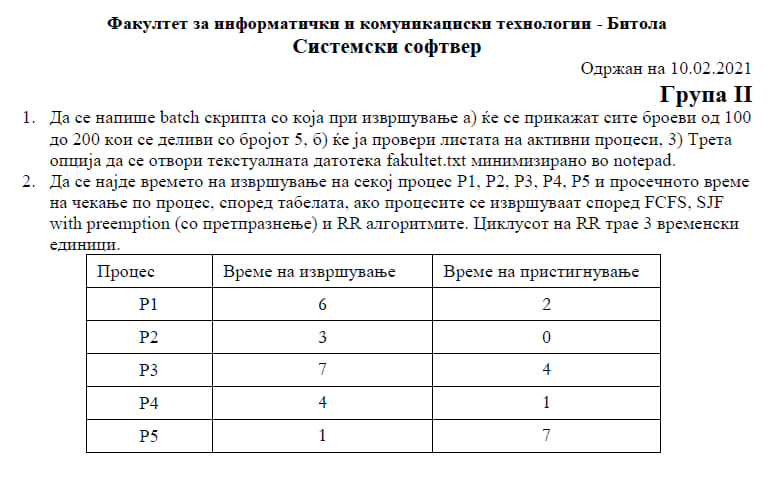 Факултет за информатички и комуникациски технологии - Битола
Системски софтвер
Одржан на 10.02.2021
Група II
1. Да се напише batch скрипта со која при извршување а) ќе се прикажат сите броеви од 100
до 200 кои се деливи со бројот 5, б) ќе ја провери листата на активни процеси, 3) Трета
опција да се отвори текстуалната датотека fakultet.txt минимизирано во notepad.
2. Да се најде времето на извршување на секој процес P1, P2, P3, P4, P5 и просечното време
на чекање по процес, според табелата, ако процесите се извршуваат според FCFS, SJF
with preemption (со претпразнење) и RR алгоритмите. Циклусот на RR трае 3 временски
единици.
Процес Време на извршување Време на пристигнување
P1 6 2
P2 3 0
P3 7 4
P4 4 1
P5 1 7